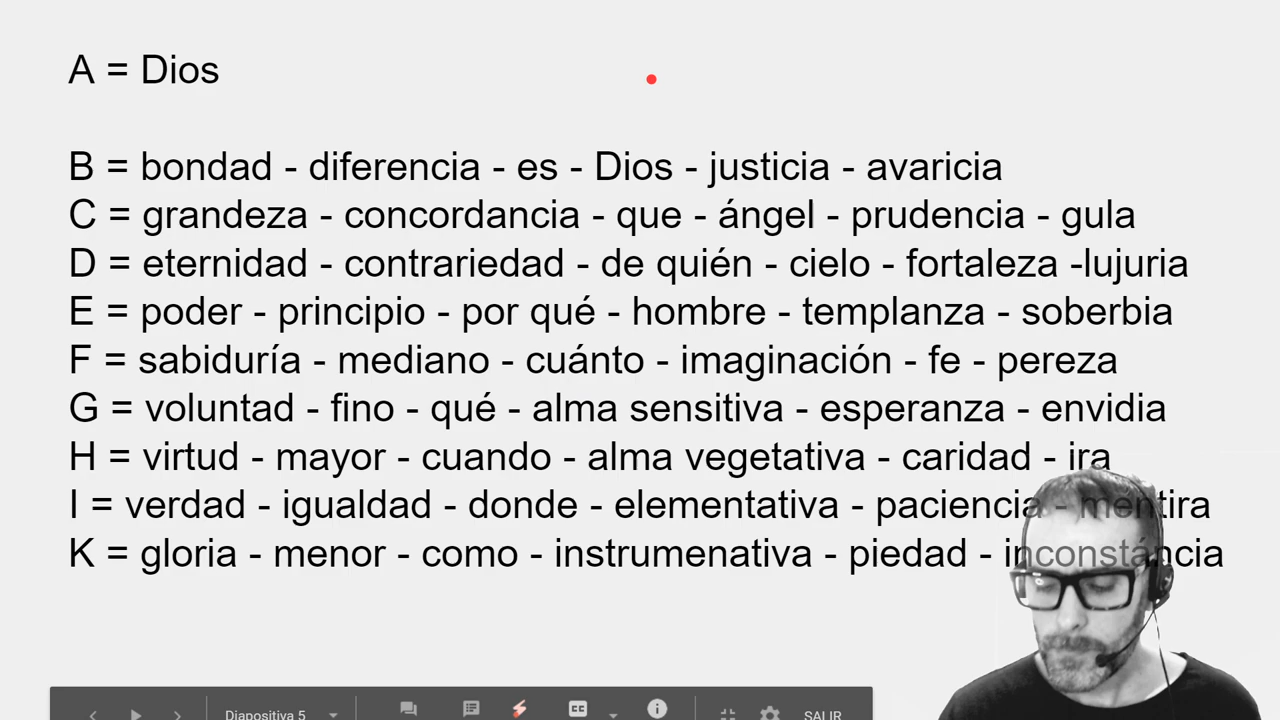 A = Dios
B = bondad - diferencia - es - Dios - justicia - avaricia
C = grandeza - concordancia - que - ángel - prudencia - gula
D = eternidad - contrariedad - de quién - cielo - fortaleza -lujuria
E = poder - principio - por qué - hombre - templanza - soberbia
F = sabiduría - mediano - cuánto - imaginación - fe - pereza
G = voluntad - fino - qué - alma sensitiva - esperanza - envidia
H = virtud - mayor - cuando - alma vegetativa - caridad - ira
I = verdad - igualdad - donde - elementativa - paciencia - mentira
K = gloria - menor - como - instrumenativa - piedad - inconstáncia
Diapositiva 5 CC SALIR